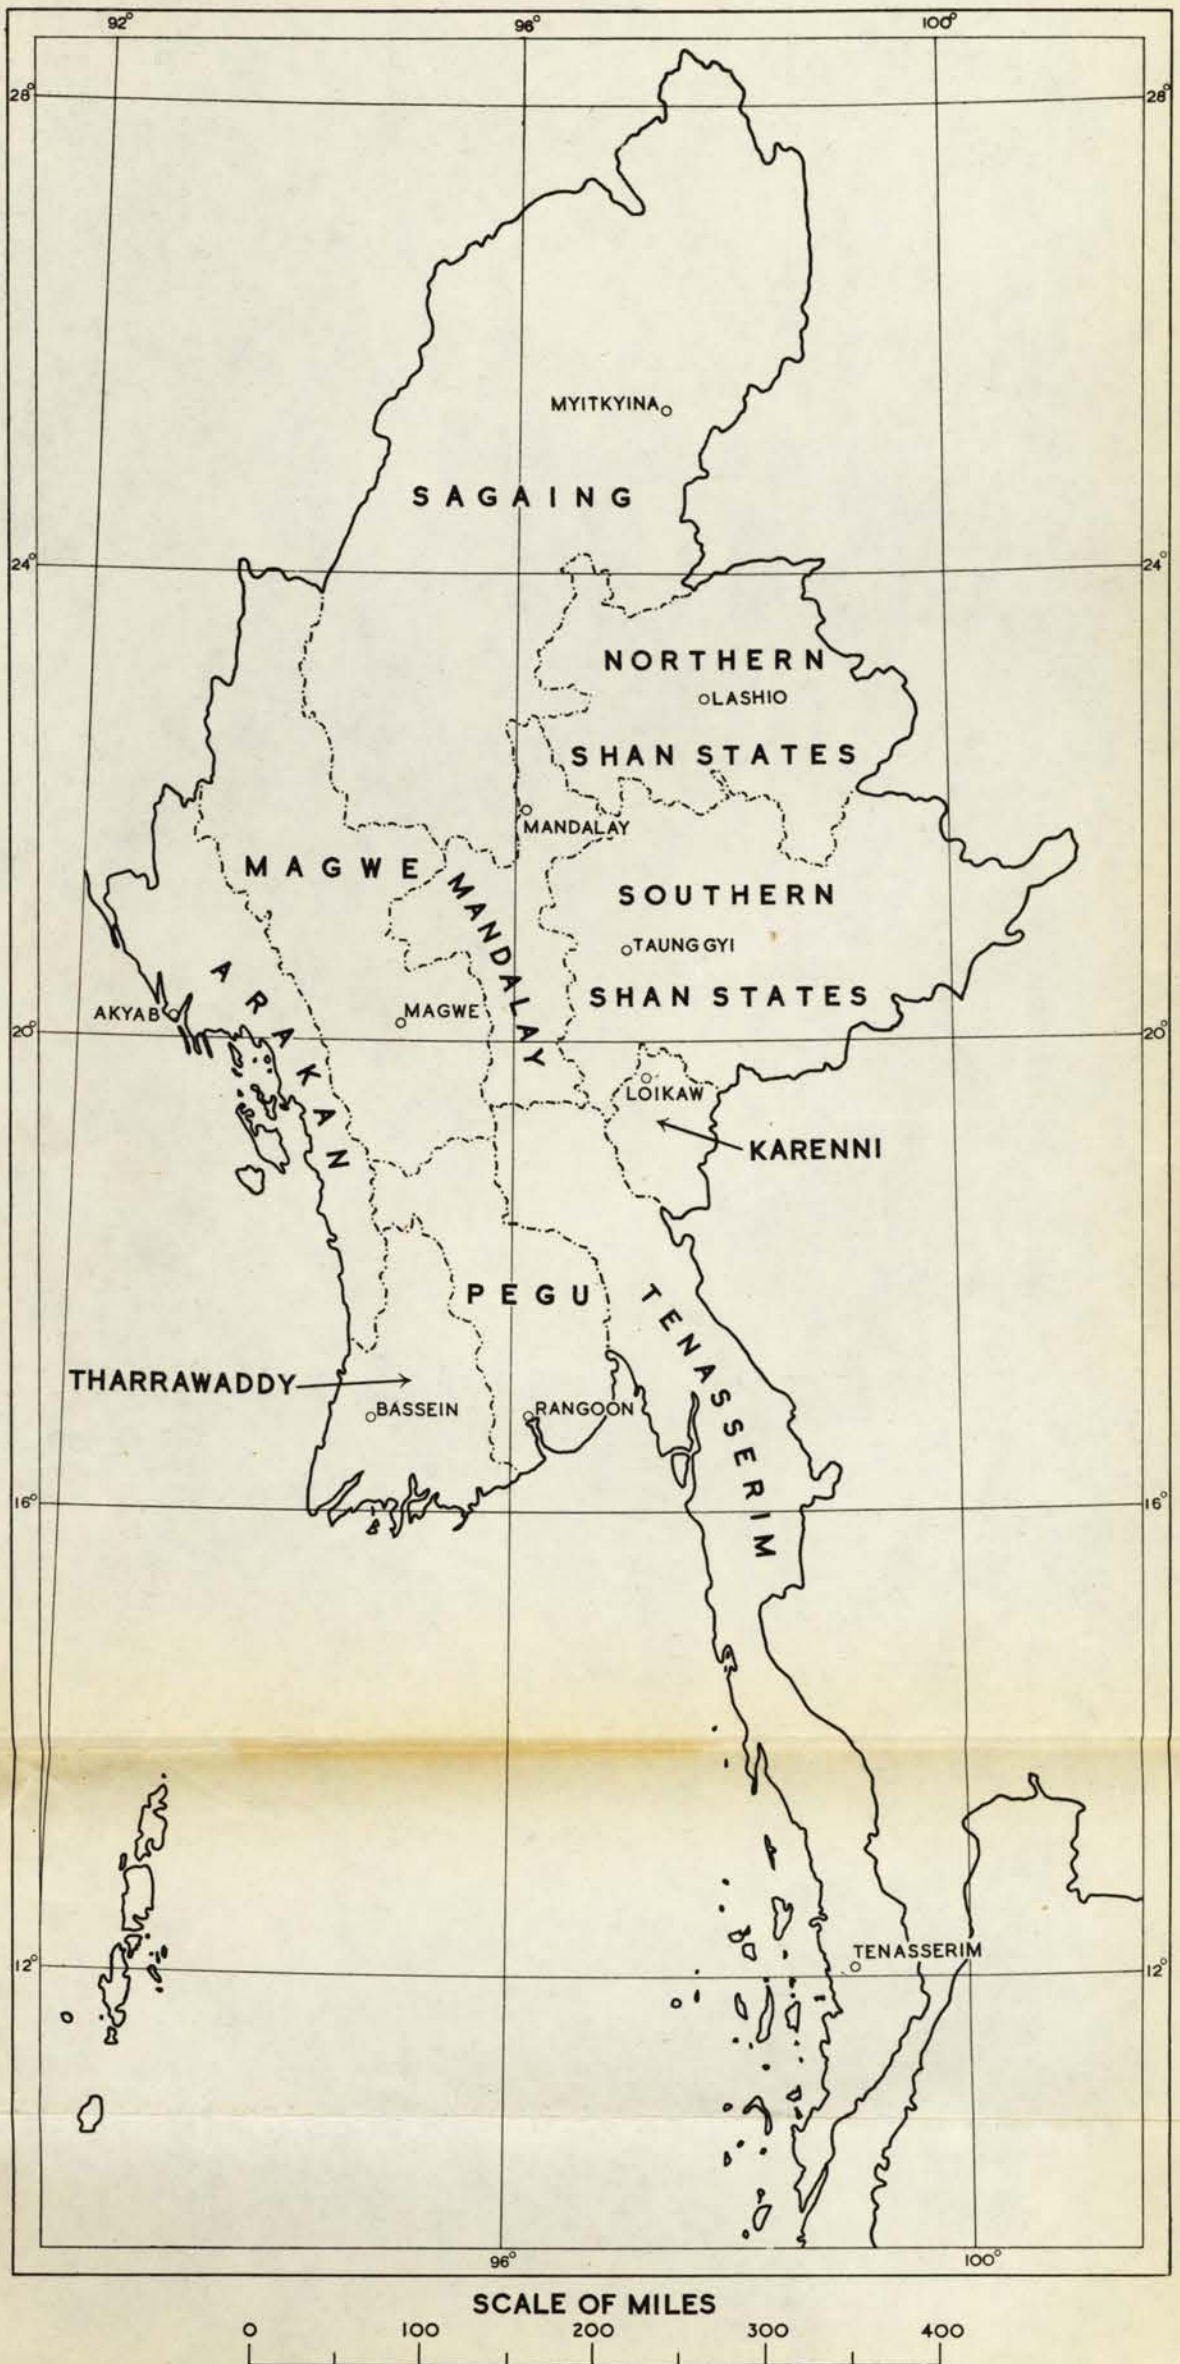 92° 96° 100°
28° 28°
MYITKYINA
SAGAING
24° 24°
NORTHERN
LASHIO
SHAN STATES
MANDALAY
MAGWE
MANDALAY
SOUTHERN
TAUNG GYI
SHAN STATES
ARAKAN
AKYAB
MAGWE
20° 20°
LOIKAW
KARENNI
PEGU
TENASSERIM
THARRAWADDY
BASSEIN
RANGOON
16° 16°
TENASSERIM
12° 12°
96° 100°
SCALE OF MILES
0 100 200 300 400